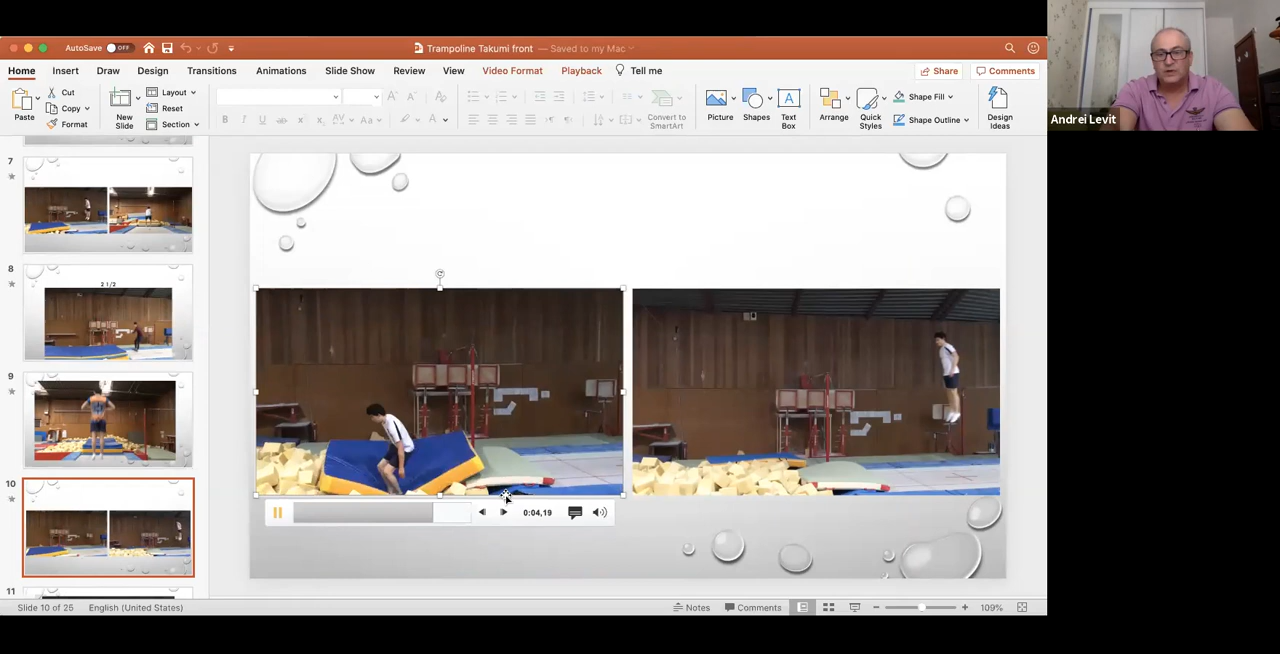 AutoSave OFF
Trampoline Takumi front — Saved to my Mac
Home Insert Draw Design Transitions Animations Slide Show Review View Video Format Playback Tell me
Share Comments
Paste
Cut
Copy
Format
New Slide
Layout
Reset
Section
Convert to SmartArt
Picture
Shapes
Text Box
Arrange
Quick Styles
Shape Fill
Shape Outline
Design Ideas
Andrei Levit
7
8
2 1/2
9
10
11
0:04,19
Slide 10 of 25 English (United States)
Notes Comments 109%